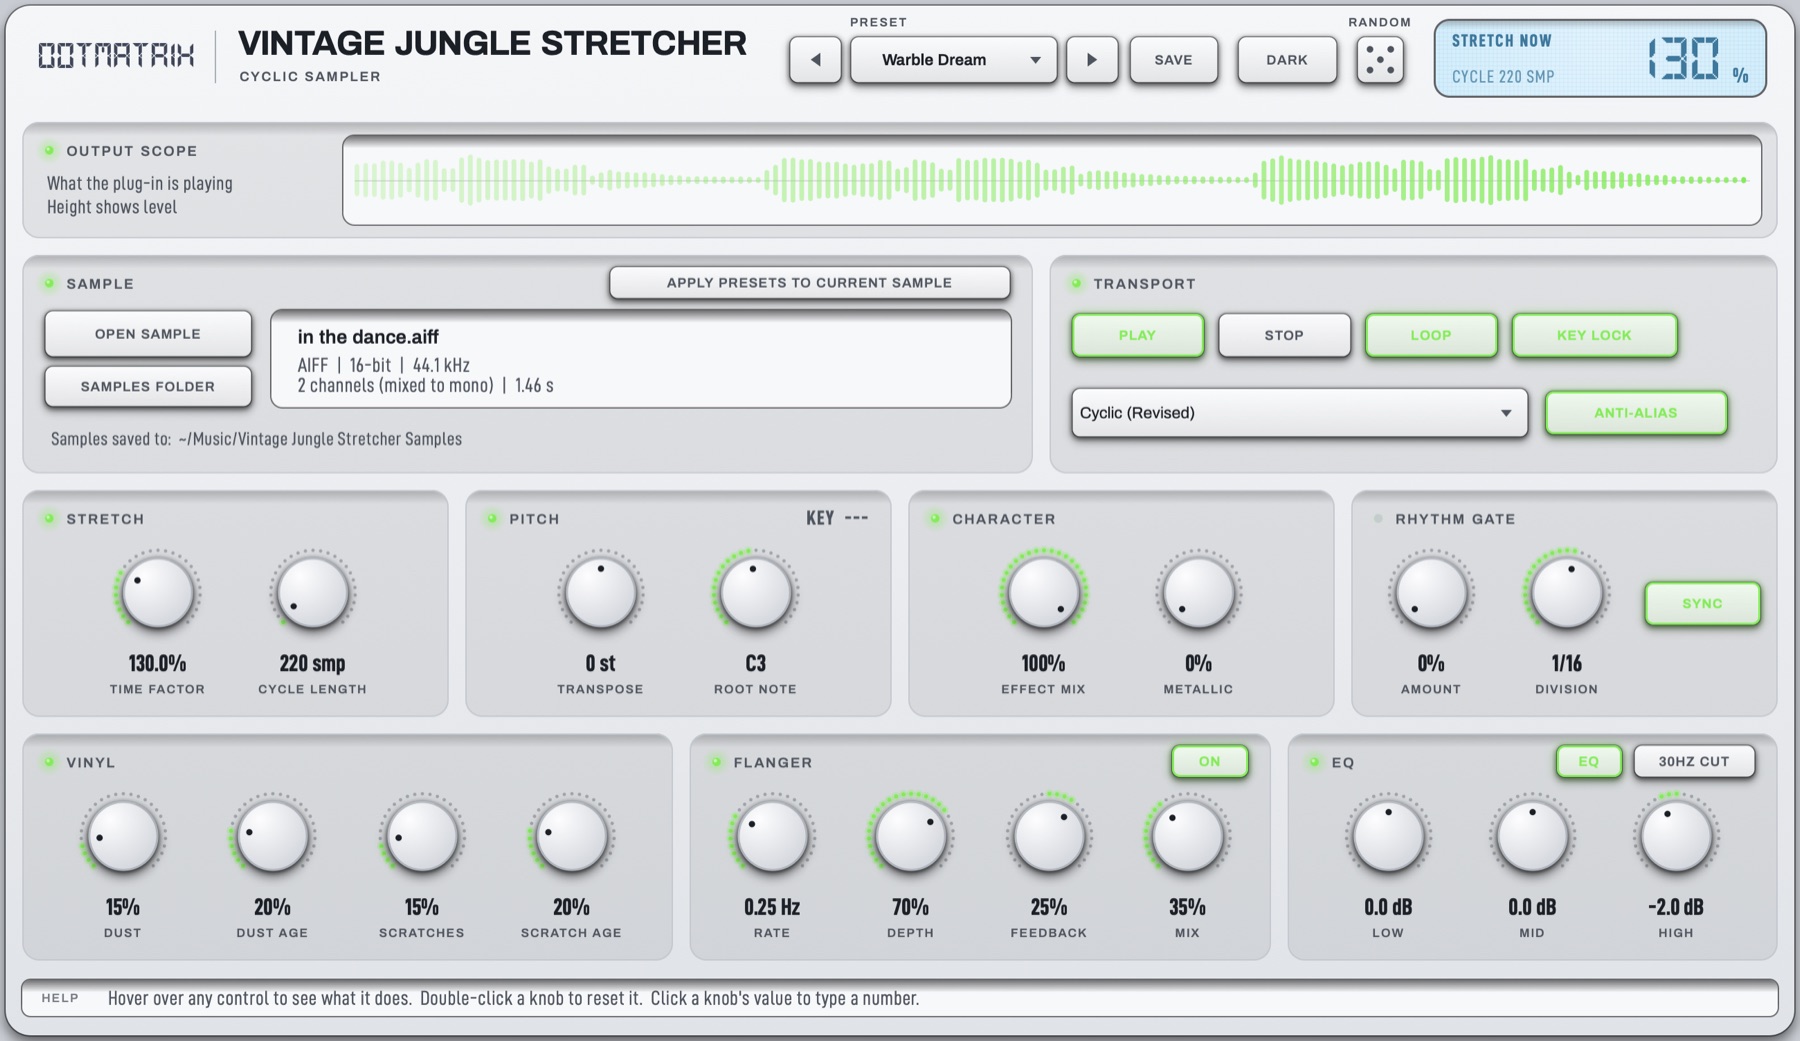 DOTMATRIX
VINTAGE JUNGLE STRETCHER
CYCLIC SAMPLER
PRESET
Warble Dream
SAVE
DARK
RANDOM
STRETCH NOW
CYCLE 220 SMP
130 %
OUTPUT SCOPE
What the plug-in is playing
Height shows level
SAMPLE
APPLY PRESETS TO CURRENT SAMPLE
OPEN SAMPLE
SAMPLES FOLDER
in the dance.aiff
AIFF | 16-bit | 44.1 kHz
2 channels (mixed to mono) | 1.46 s
Samples saved to: ~/Music/Vintage Jungle Stretcher Samples
TRANSPORT
PLAY
STOP
LOOP
KEY LOCK
Cyclic (Revised)
ANTI-ALIAS
STRETCH
130.0%
TIME FACTOR
220 smp
CYCLE LENGTH
PITCH
KEY ---
0 st
TRANSPOSE
C3
ROOT NOTE
CHARACTER
100%
EFFECT MIX
0%
METALLIC
RHYTHM GATE
0%
AMOUNT
1/16
DIVISION
SYNC
VINYL
15%
DUST
20%
DUST AGE
15%
SCRATCHES
20%
SCRATCH AGE
FLANGER
ON
0.25 Hz
RATE
70%
DEPTH
25%
FEEDBACK
35%
MIX
EQ
EQ
30HZ CUT
0.0 dB
LOW
0.0 dB
MID
-2.0 dB
HIGH
HELP
Hover over any control to see what it does. Double-click a knob to reset it. Click a knob's value to type a number.